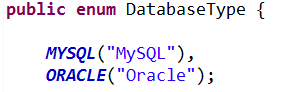 public enum DatabaseType {
MYSQL("MySQL"),
ORACLE("Oracle");